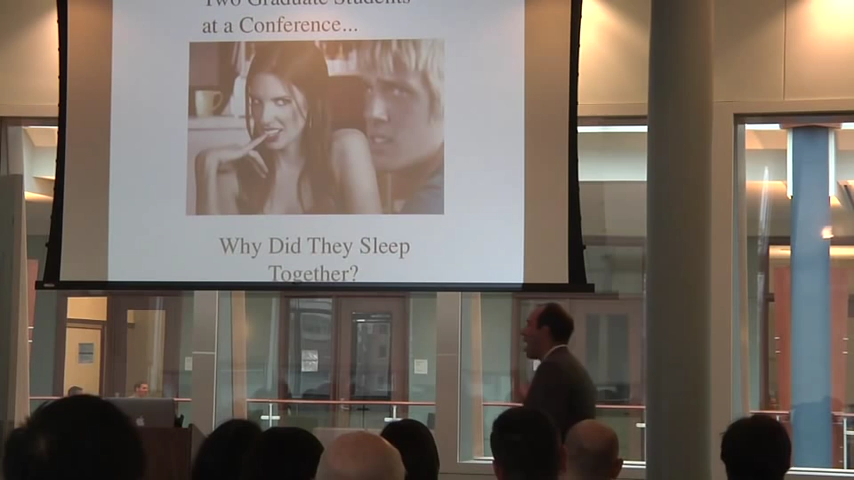 Two Graduate Students
at a Conference...
Why Did They Sleep
Together?